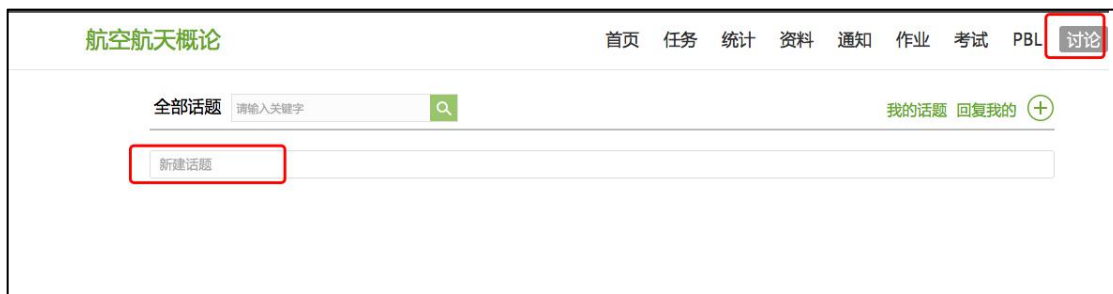 航空航天概论 首页 任务 统计 资料 通知 作业 考试 PBL 讨论
全部话题 请输入关键字 我的话题 回复我的
新建话题